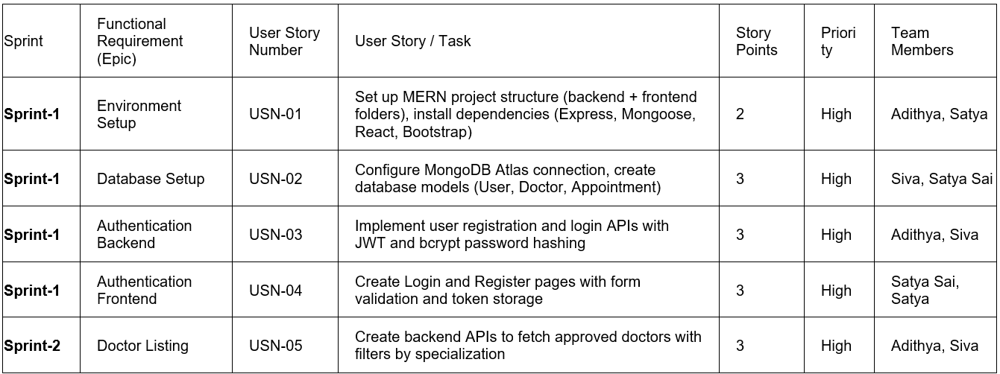 Sprint
Functional
Requirement
(Epic)
User Story
Number
User Story / Task
Story
Points
Priori
ty
Team
Members
Sprint-1
Environment
Setup
USN-01
Set up MERN project structure (backend + frontend
folders), install dependencies (Express, Mongoose,
React, Bootstrap)
2
High
Adithya, Satya
Sprint-1
Database Setup
USN-02
Configure MongoDB Atlas connection, create
database models (User, Doctor, Appointment)
3
High
Siva, Satya Sai
Sprint-1
Authentication
Backend
USN-03
Implement user registration and login APIs with
JWT and bcrypt password hashing
3
High
Adithya, Siva
Sprint-1
Authentication
Frontend
USN-04
Create Login and Register pages with form
validation and token storage
3
High
Satya Sai,
Satya
Sprint-2
Doctor Listing
USN-05
Create backend APIs to fetch approved doctors with
filters by specialization
3
High
Adithya, Siva